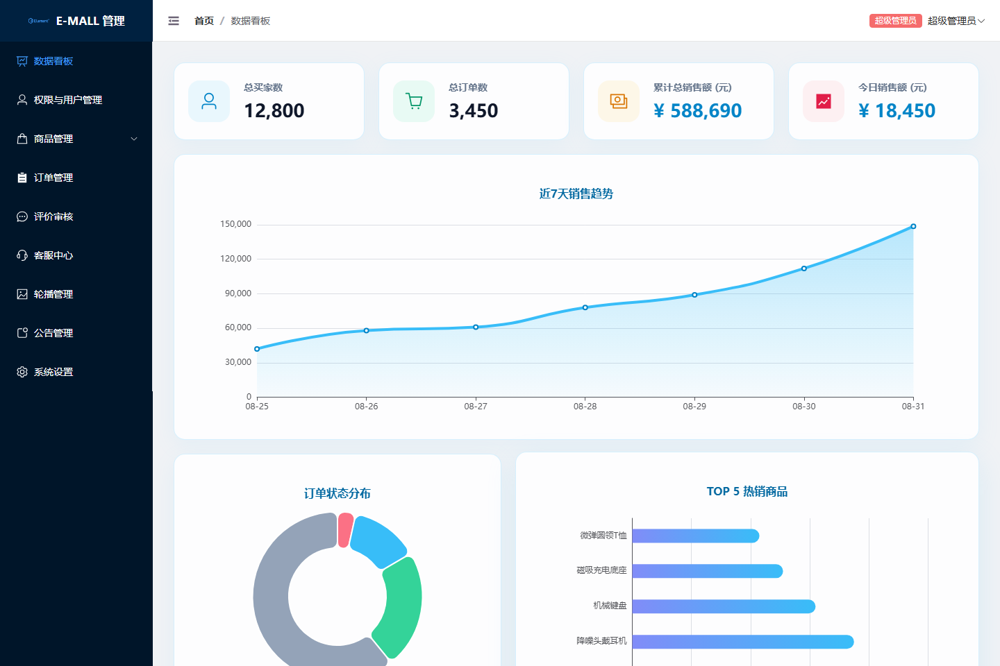 Element
E-MALL 管理
数据看板
权限与用户管理
商品管理
订单管理
评价审核
客服中心
轮播管理
公告管理
系统设置
首页 / 数据看板
超级管理员 超级管理员
总买家数
12,800
总订单数
3,450
累计总销售额 (元)
¥ 588,690
今日销售额 (元)
¥ 18,450
近7天销售趋势
150,000
120,000
90,000
60,000
30,000
0
08-25 08-26 08-27 08-28 08-29 08-30 08-31
订单状态分布
TOP 5 热销商品
微弹圆领T恤
磁吸充电底座
机械键盘
降噪头戴耳机